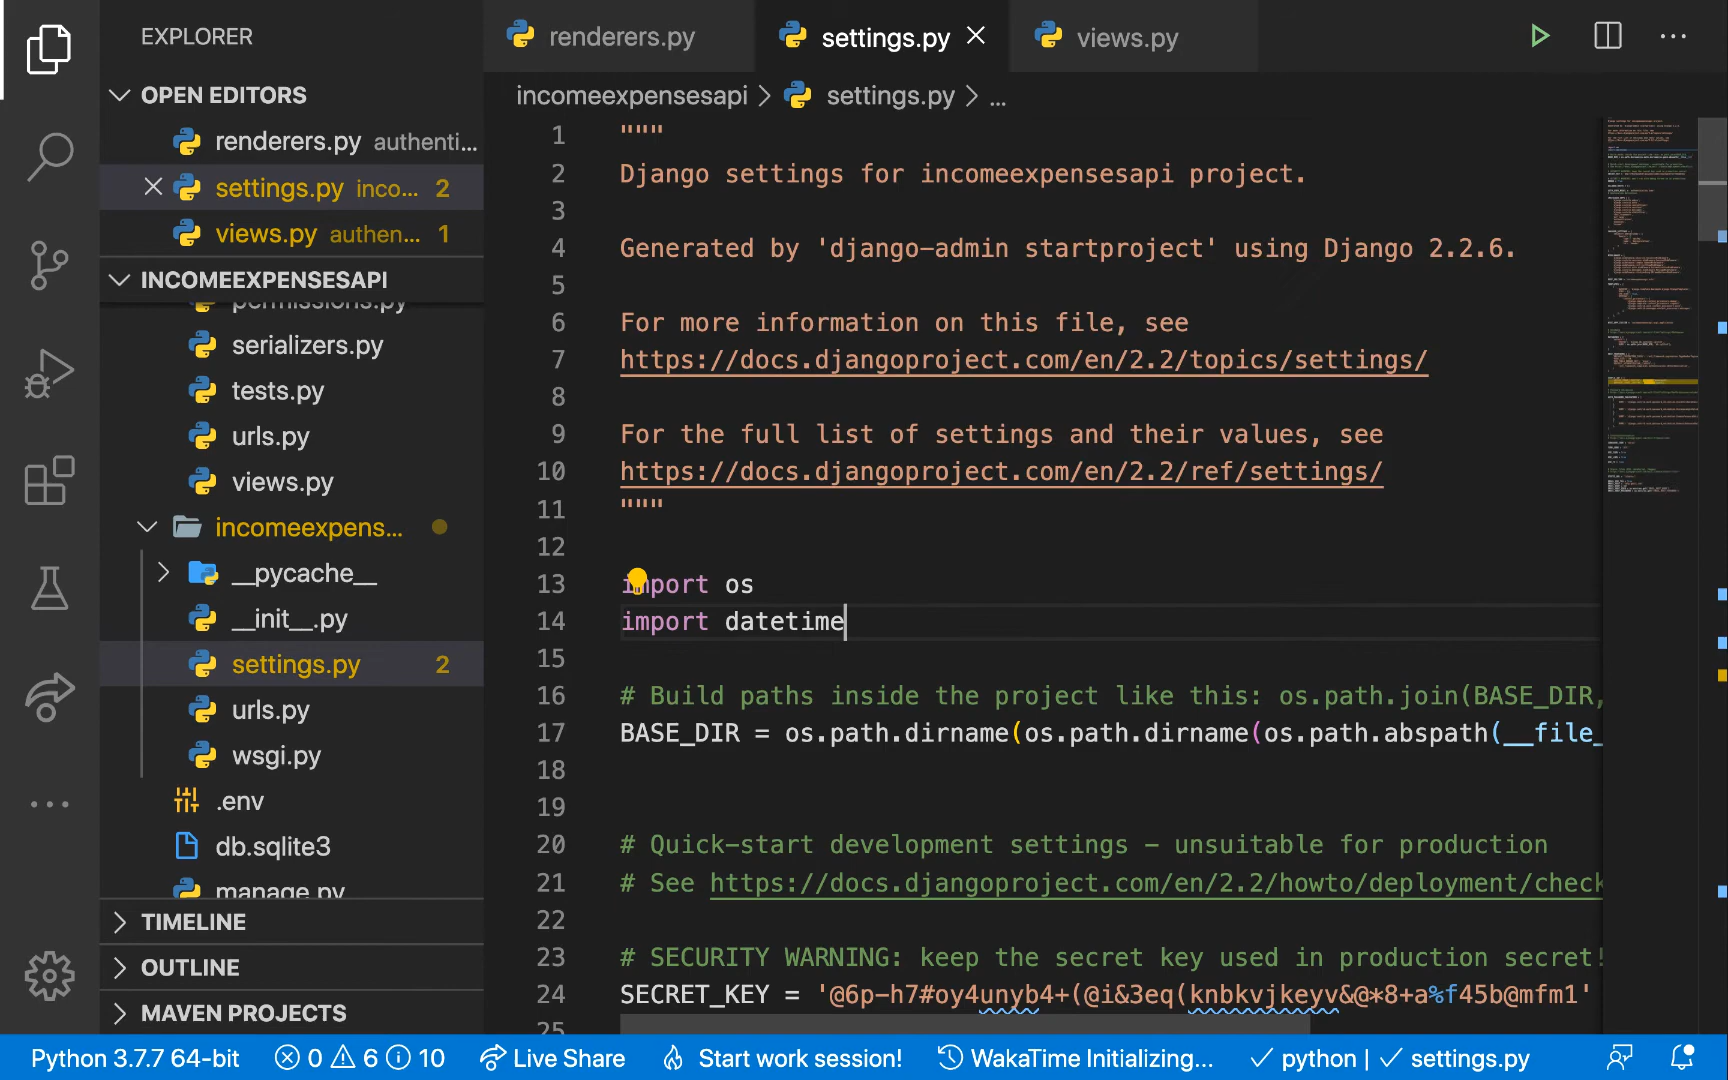 EXPLORER
OPEN EDITORS
renderers.py authenti...
settings.py inco... 2
views.py authen... 1
INCOMEEXPENSESAPI
permissions.py
serializers.py
tests.py
urls.py
views.py
incomeexpens...
__pycache__
__init__.py
settings.py 2
urls.py
wsgi.py
.env
db.sqlite3
manage.py
TIMELINE
OUTLINE
MAVEN PROJECTS
renderers.py
settings.py
views.py
incomeexpensesapi > settings.py > ...
1 """
2 Django settings for incomeexpensesapi project.
3
4 Generated by 'django-admin startproject' using Django 2.2.6.
5
6 For more information on this file, see
7 https://docs.djangoproject.com/en/2.2/topics/settings/
8
9 For the full list of settings and their values, see
10 https://docs.djangoproject.com/en/2.2/ref/settings/
11 """
12
13 import os
14 import datetime
15
16 # Build paths inside the project like this: os.path.join(BASE_DIR,
17 BASE_DIR = os.path.dirname(os.path.dirname(os.path.abspath(__file_
18
19
20 # Quick-start development settings - unsuitable for production
21 # See https://docs.djangoproject.com/en/2.2/howto/deployment/check
22
23 # SECURITY WARNING: keep the secret key used in production secret!
24 SECRET_KEY = '@6p-h7#oy4unyb4+(@i&3eq(knbkvjkeyv&@*8+a%f45b@mfm1'
25
Python 3.7.7 64-bit 0 6 10 Live Share Start work session! WakaTime Initializing... python | settings.py